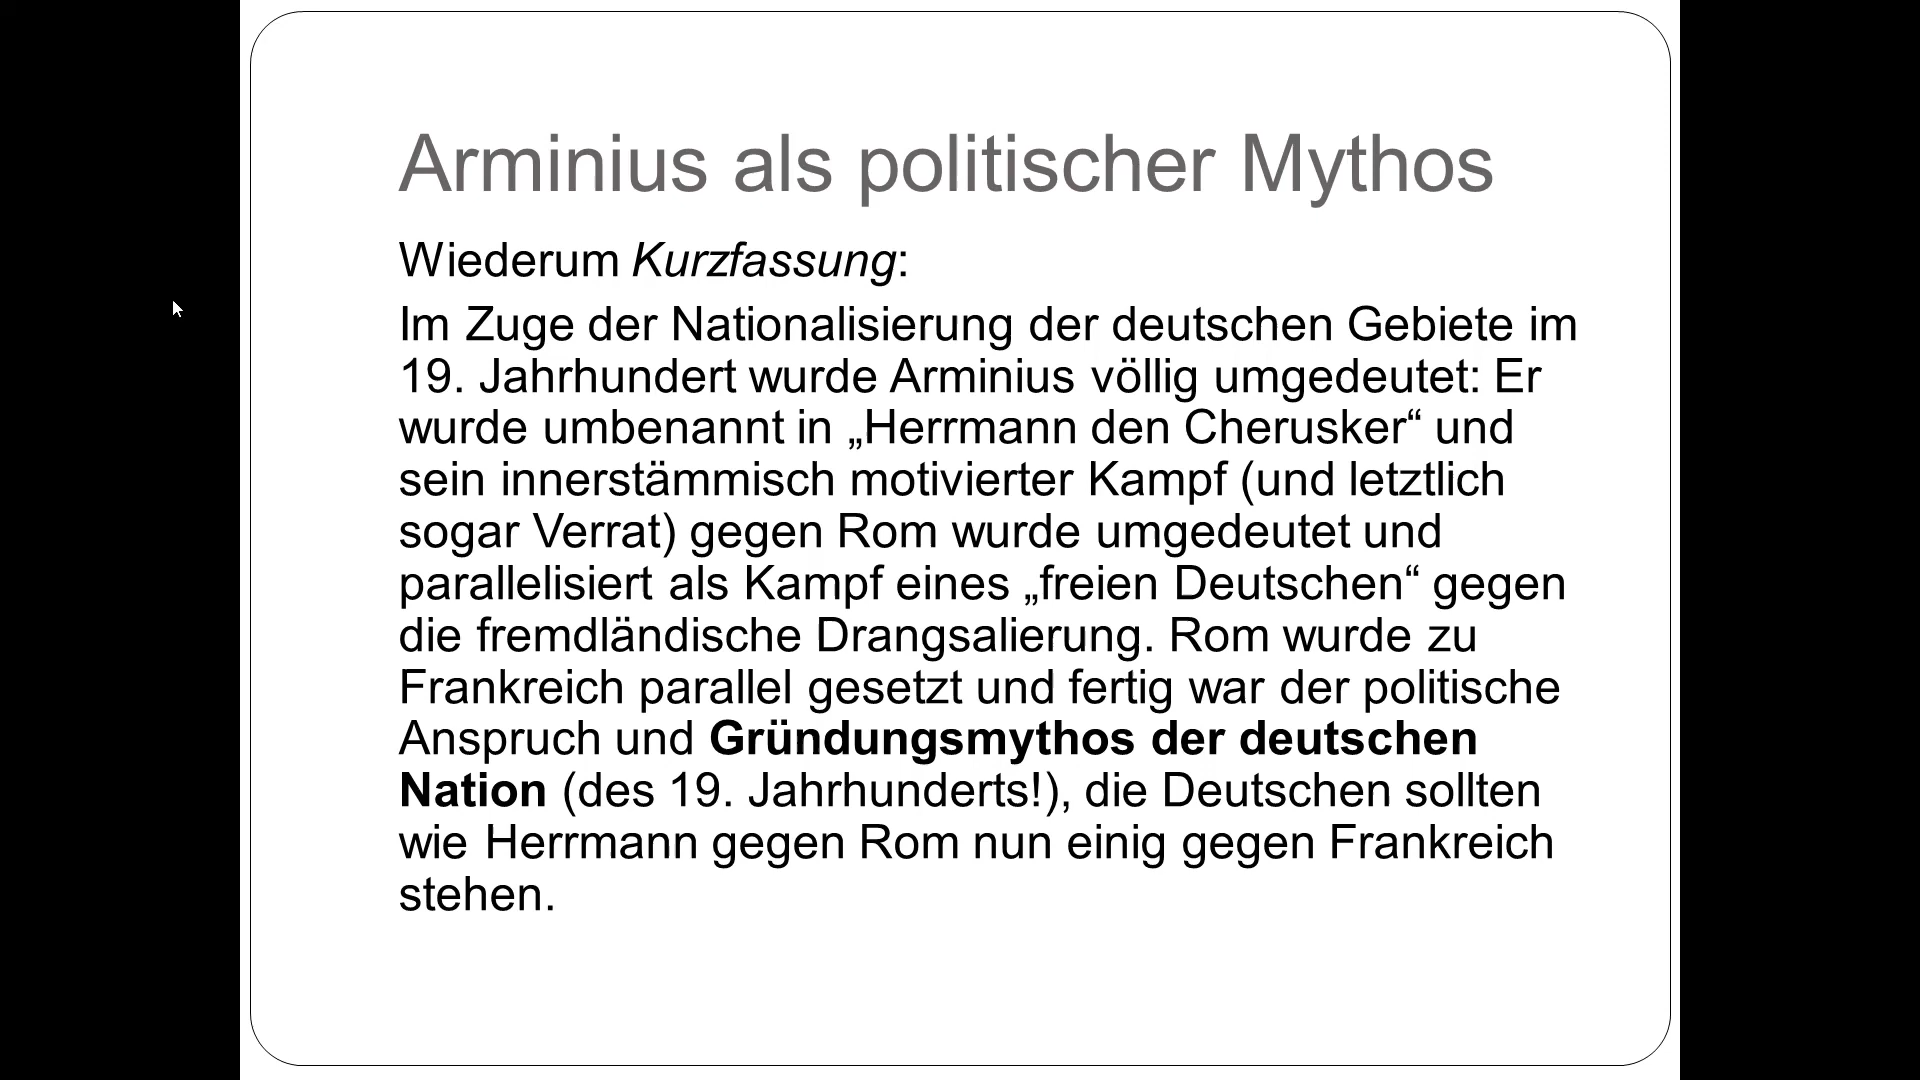 Arminius als politischer Mythos
Wiederum Kurzfassung:
Im Zuge der Nationalisierung der deutschen Gebiete im
19. Jahrhundert wurde Arminius völlig umgedeutet: Er
wurde umbenannt in „Herrmann den Cherusker“ und
sein innerstämmisch motivierter Kampf (und letztlich
sogar Verrat) gegen Rom wurde umgedeutet und
parallelisiert als Kampf eines „freien Deutschen“ gegen
die fremdländische Drangsalierung. Rom wurde zu
Frankreich parallel gesetzt und fertig war der politische
Anspruch und Gründungsmythos der deutschen
Nation (des 19. Jahrhunderts!), die Deutschen sollten
wie Herrmann gegen Rom nun einig gegen Frankreich
stehen.